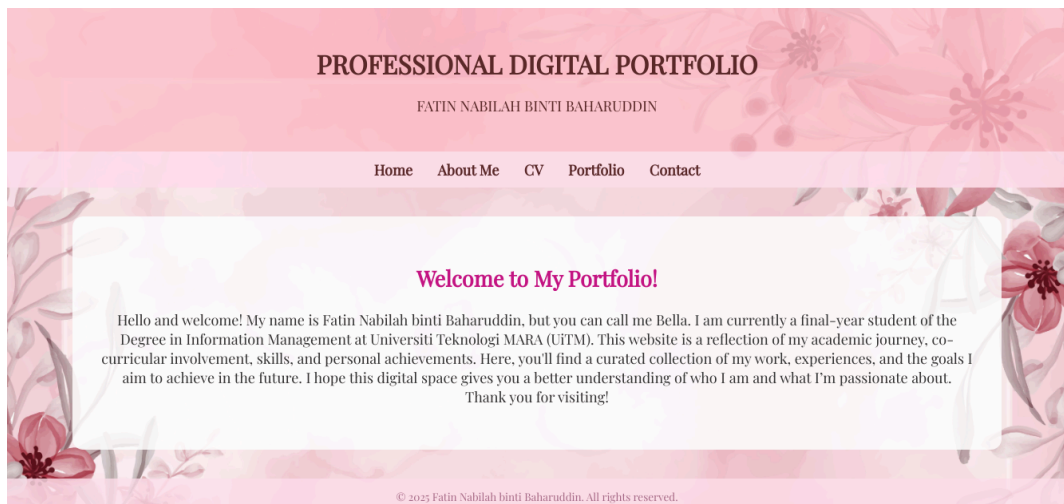 PROFESSIONAL DIGITAL PORTFOLIO
FATIN NABILAH BINTI BAHARUDDIN
Home About Me CV Portfolio Contact
Welcome to My Portfolio!
Hello and welcome! My name is Fatin Nabilah binti Baharuddin, but you can call me Bella. I am currently a final-year student of the
Degree in Information Management at Universiti Teknologi MARA (UiTM). This website is a reflection of my academic journey, co-
curricular involvement, skills, and personal achievements. Here, you'll find a curated collection of my work, experiences, and the goals I
aim to achieve in the future. I hope this digital space gives you a better understanding of who I am and what I’m passionate about.
Thank you for visiting!
© 2025 Fatin Nabilah binti Baharuddin. All rights reserved.